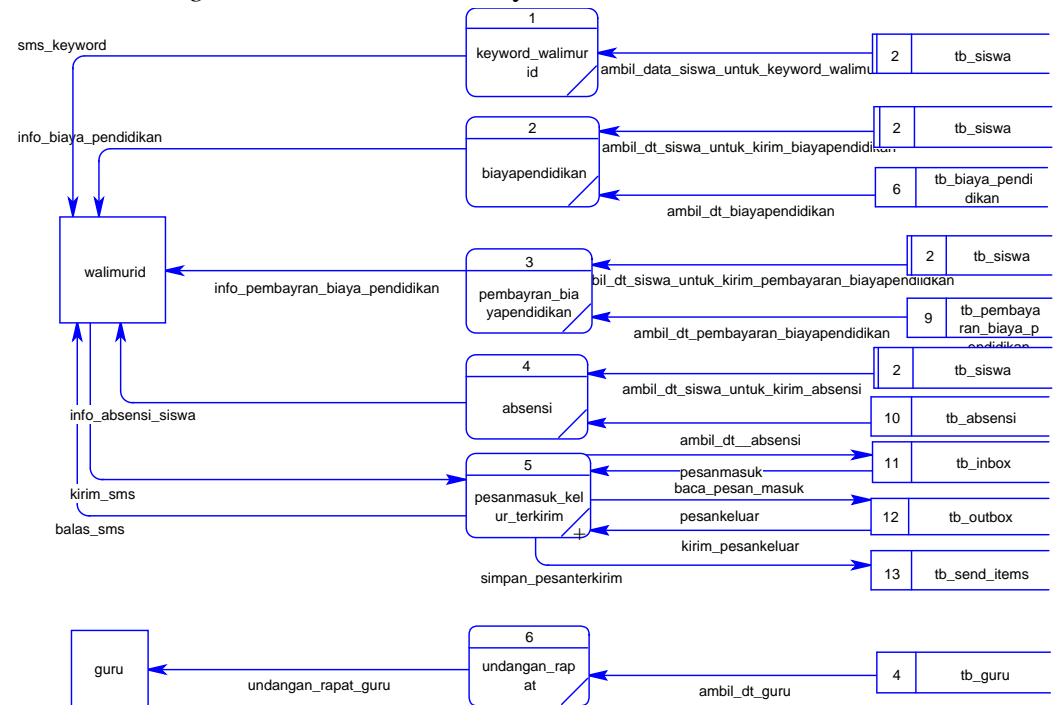 1
sms_keyword
keyword_walimur
id
2
tb_siswa
ambil_data_siswa_untuk_keyword_walimu
info_biaya_pendidikan
2
biayapendidikan
2
tb_siswa
ambil_dt_siswa_untuk_kirim_biayapendidikan
6
tb_biaya_pendi
dikan
ambil_dt_biayapendidikan
walimurid
info_pembayran_biaya_pendidikan
3
pembayran_bia
yapendidikan
2
tb_siswa
bil_dt_siswa_untuk_kirim_pembayaran_biayapendidikan
9
tb_pembaya
ran_biaya_p
endidikan
ambil_dt_pembayaran_biayapendidikan
4
absensi
2
tb_siswa
ambil_dt_siswa_untuk_kirim_absensi
info_absensi_siswa
10
tb_absensi
ambil_dt__absensi
5
pesanmasuk_kel
ur_terkirim
11
tb_inbox
pesanmasuk
baca_pesan_masuk
kirim_sms
balas_sms
12
tb_outbox
pesankeluar
kirim_pesankeluar
13
tb_send_items
simpan_pesanterkirim
guru
undangan_rapat_guru
6
undangan_rap
at
4
tb_guru
ambil_dt_guru